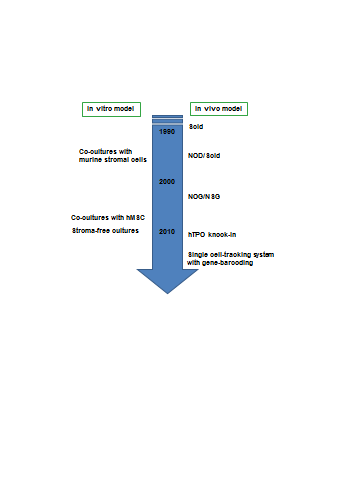 In vitro model
In vivo model
Scid
1990
Co-cultures with
murine stromal cells
NOD/Scid
2000
NOG/NSG
Co-cultures with hMSC
Stroma-free cultures
2010
hTPO knock-in
Single cell-tracking system
with gene-barcoding